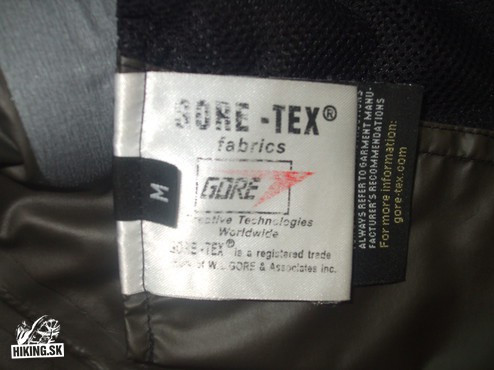 GORE-TEX®
fabrics
GORE
Creative Technologies
Worldwide
GORE-TEX® is a registered trade
mark of W.L. GORE & Associates inc.
M
ALWAYS REFER TO GARMENT MANU-
FACTURER'S RECOMMENDATIONS
For more information:
gore-tex.com
HIKING.SK